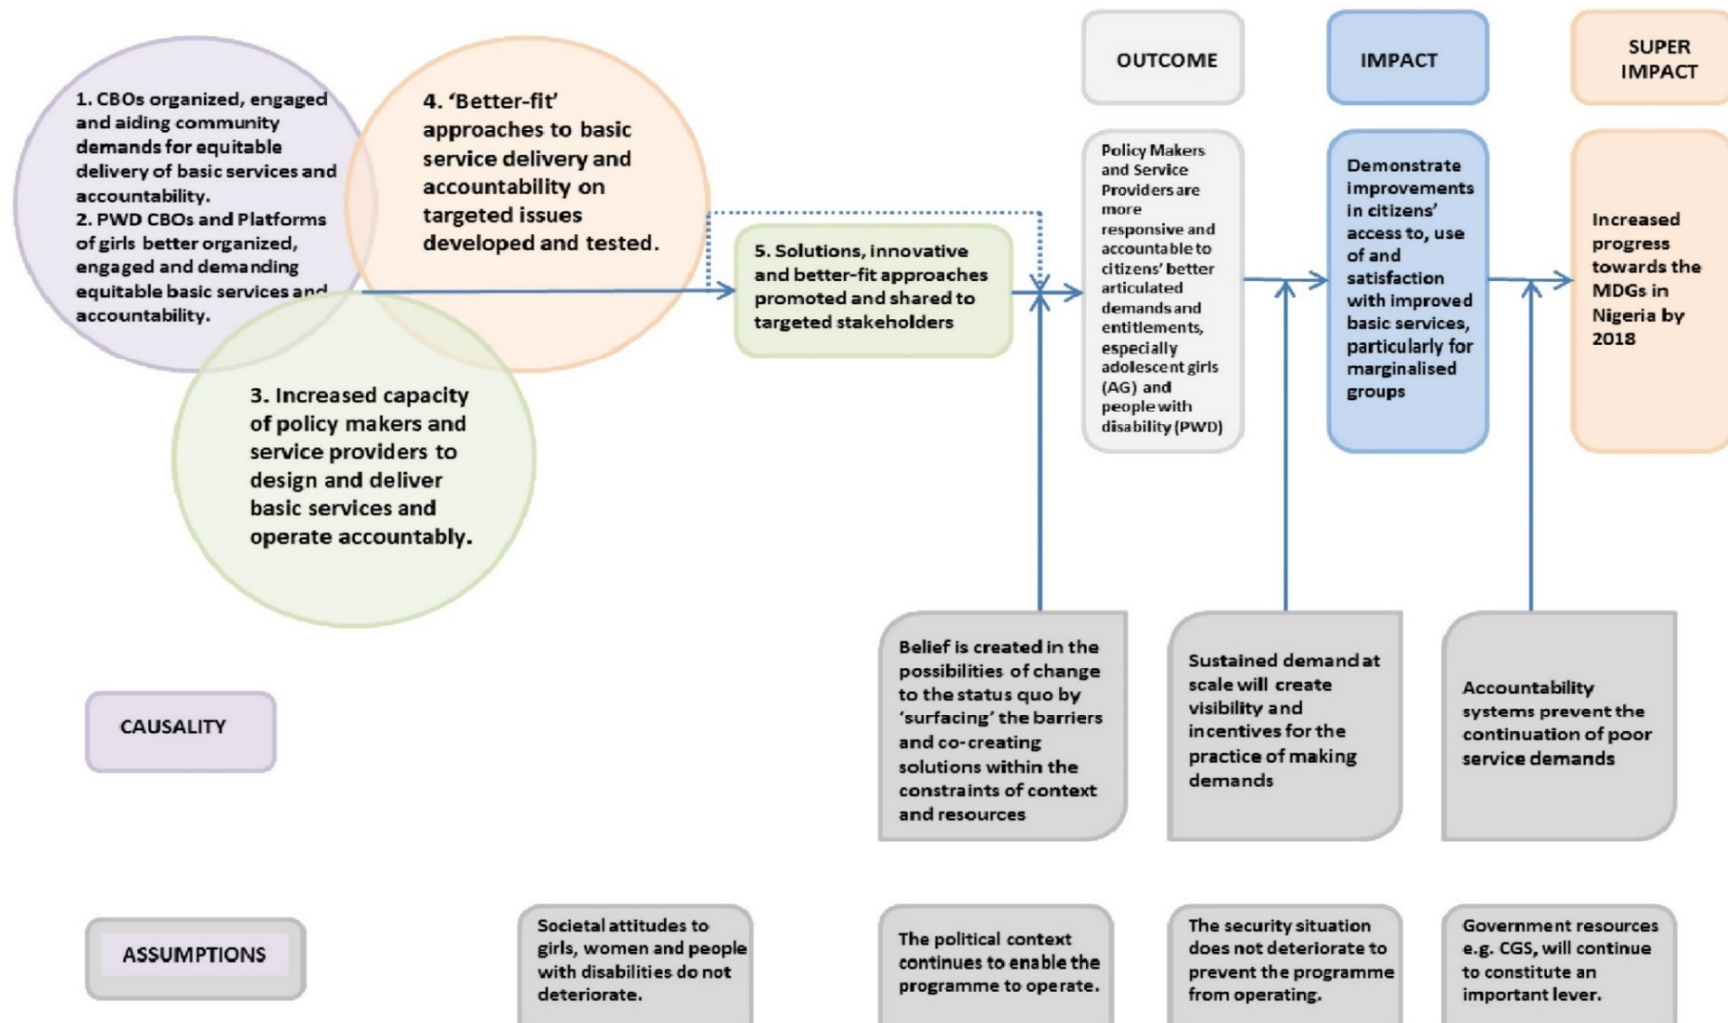 1. CBOs organized, engaged
and aiding community
demands for equitable
delivery of basic services and
accountability.
2. PWD CBOs and Platforms
of girls better organized,
engaged and demanding
equitable basic services and
accountability.
4. ‘Better-fit’
approaches to basic
service delivery and
accountability on
targeted issues
developed and tested.
3. Increased capacity
of policy makers and
service providers to
design and deliver
basic services and
operate accountably.
5. Solutions, innovative
and better-fit approaches
promoted and shared to
targeted stakeholders
OUTCOME
Policy Makers
and Service
Providers are
more
responsive and
accountable to
citizens’ better
articulated
demands and
entitlements,
especially
adolescent girls
(AG) and
people with
disability (PWD)
IMPACT
Demonstrate
improvements
in citizens’
access to, use
of and
satisfaction
with improved
basic services,
particularly for
marginalised
groups
SUPER
IMPACT
Increased
progress
towards the
MDGs in
Nigeria by
2018
CAUSALITY
Belief is created in the
possibilities of change
to the status quo by
‘surfacing’ the barriers
and co-creating
solutions within the
constraints of context
and resources
Sustained demand at
scale will create
visibility and
incentives for the
practice of making
demands
Accountability
systems prevent the
continuation of poor
service demands
ASSUMPTIONS
Societal attitudes to
girls, women and people
with disabilities do not
deteriorate.
The political context
continues to enable the
programme to operate.
The security situation
does not deteriorate to
prevent the programme
from operating.
Government resources
e.g. CGS, will continue
to constitute an
important lever.